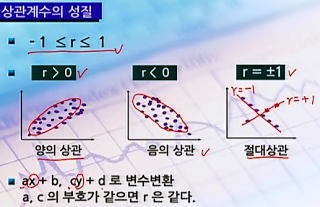 상관계수의 성질
-1 ≤ r ≤ 1
r > 0
r < 0
r = ±1
r=-1
r=+1
양의 상관
음의 상관
절대상관
ax + b, cy + d 로 변수변환
a, c의 부호가 같으면 r 은 같다.